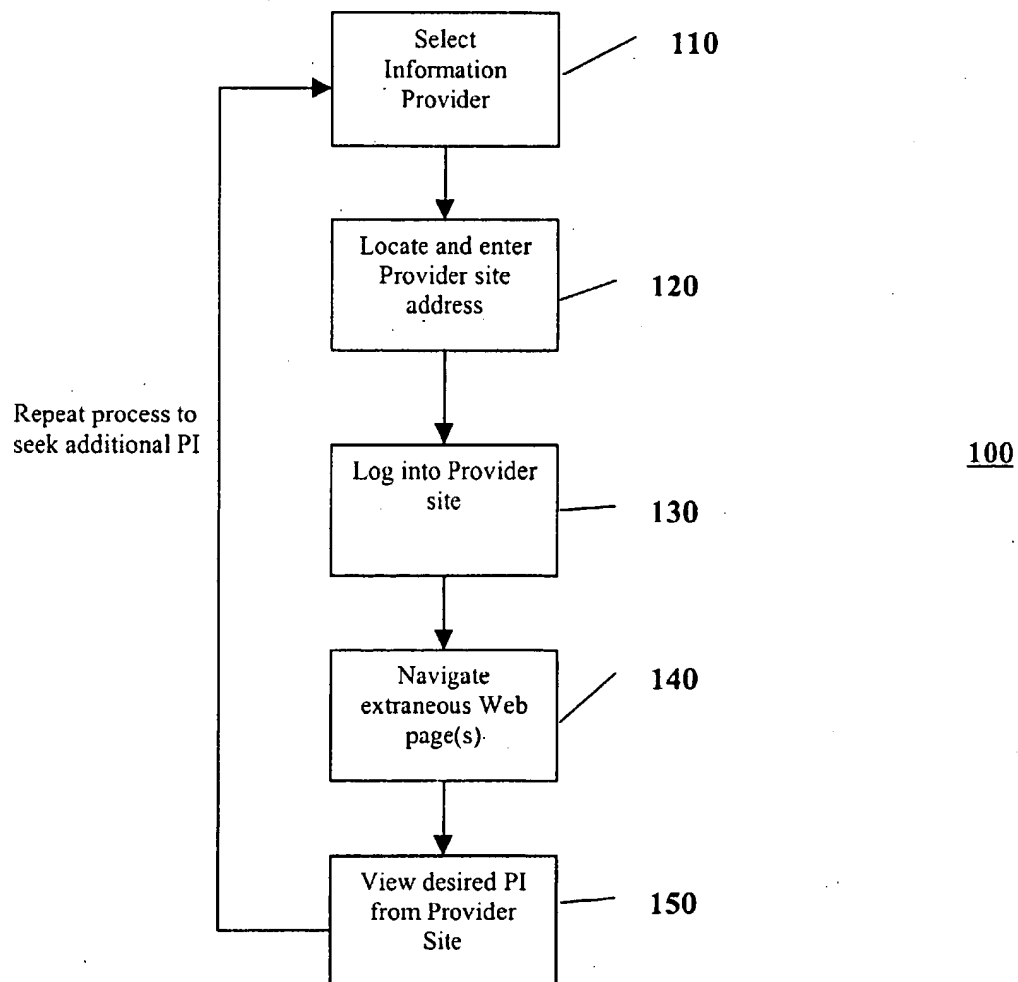 Select
Information
Provider
110
Locate and enter
Provider site
address
120
Repeat process to
seek additional PI
100
Log into Provider
site
130
Navigate
extraneous Web
page(s)
140
View desired PI
from Provider
Site
150